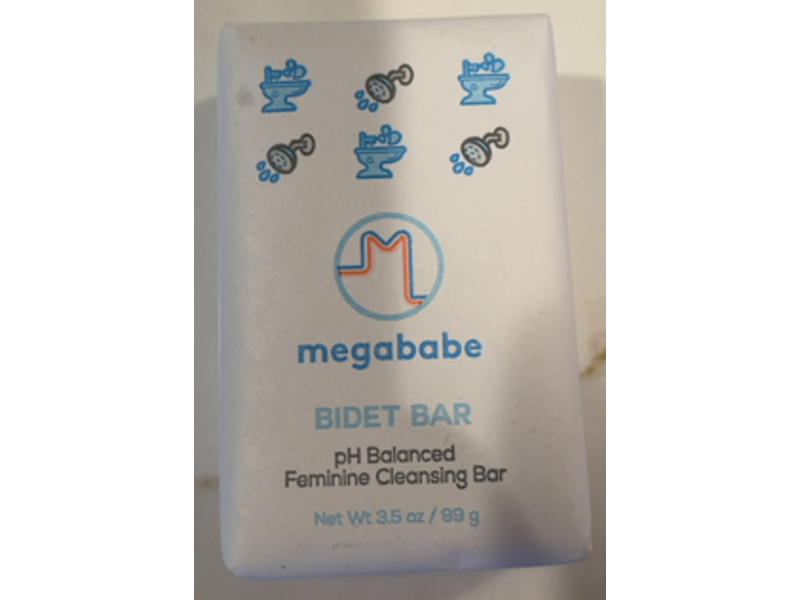 megababe
BIDET BAR
pH Balanced
Feminine Cleansing Bar
Net Wt 3.5 oz / 99 g